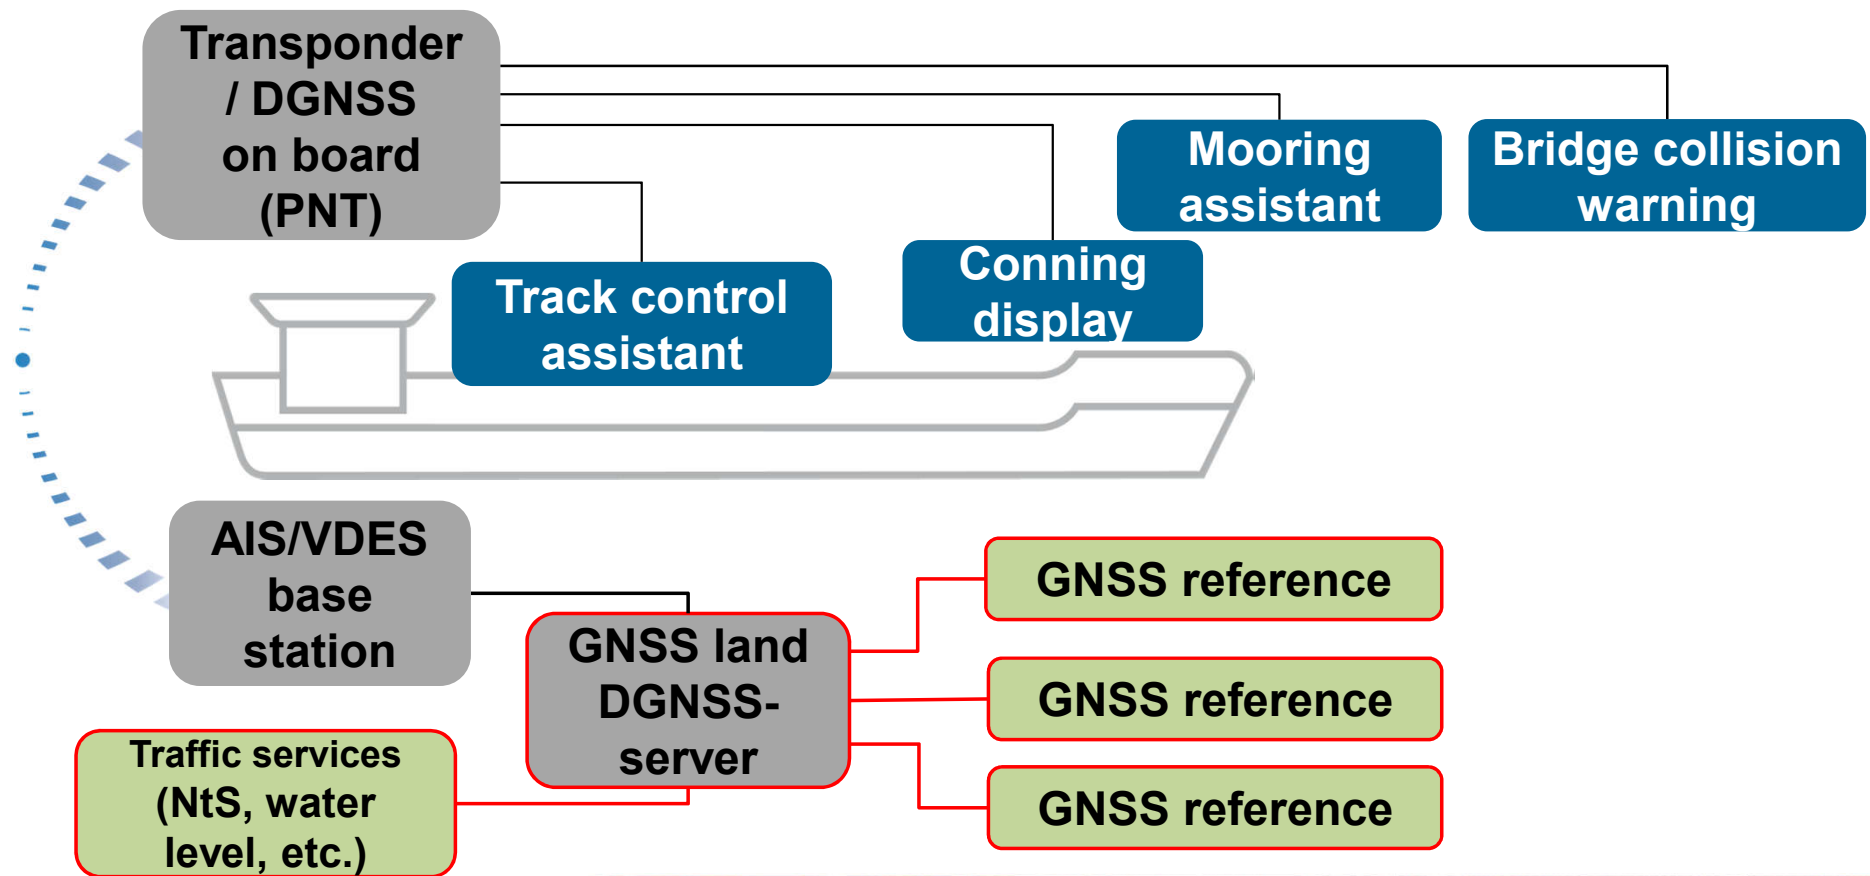 Transponder
/ DGNSS
on board
(PNT)
Mooring
assistant
Bridge collision
warning
Conning
display
Track control
assistant
AIS/VDES
base
station
GNSS land
DGNSS-
server
GNSS reference
GNSS reference
GNSS reference
Traffic services
(NtS, water
level, etc.)